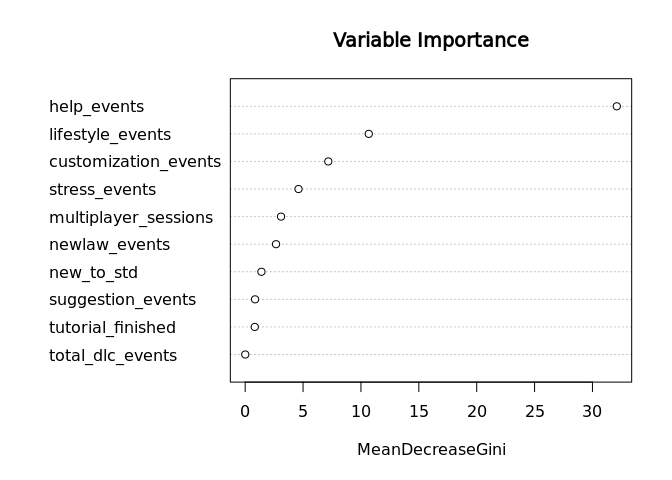 Variable Importance
help_events
lifestyle_events
customization_events
stress_events
multiplayer_sessions
newlaw_events
new_to_std
suggestion_events
tutorial_finished
total_dlc_events
0 5 10 15 20 25 30
MeanDecreaseGini